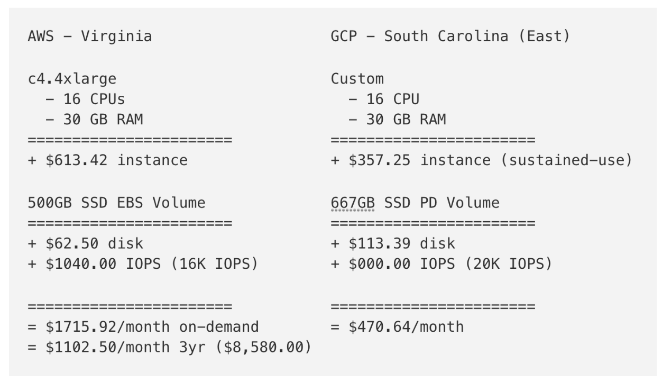 AWS – Virginia
c4.4xlarge
– 16 CPUs
– 30 GB RAM
=======================
+ $613.42 instance
500GB SSD EBS Volume
=======================
+ $62.50 disk
+ $1040.00 IOPS (16K IOPS)
=======================
= $1715.92/month on-demand
= $1102.50/month 3yr ($8,580.00)
GCP – South Carolina (East)
Custom
– 16 CPU
– 30 GB RAM
=======================
+ $357.25 instance (sustained-use)
667GB SSD PD Volume
=======================
+ $113.39 disk
+ $000.00 IOPS (20K IOPS)
=======================
= $470.64/month